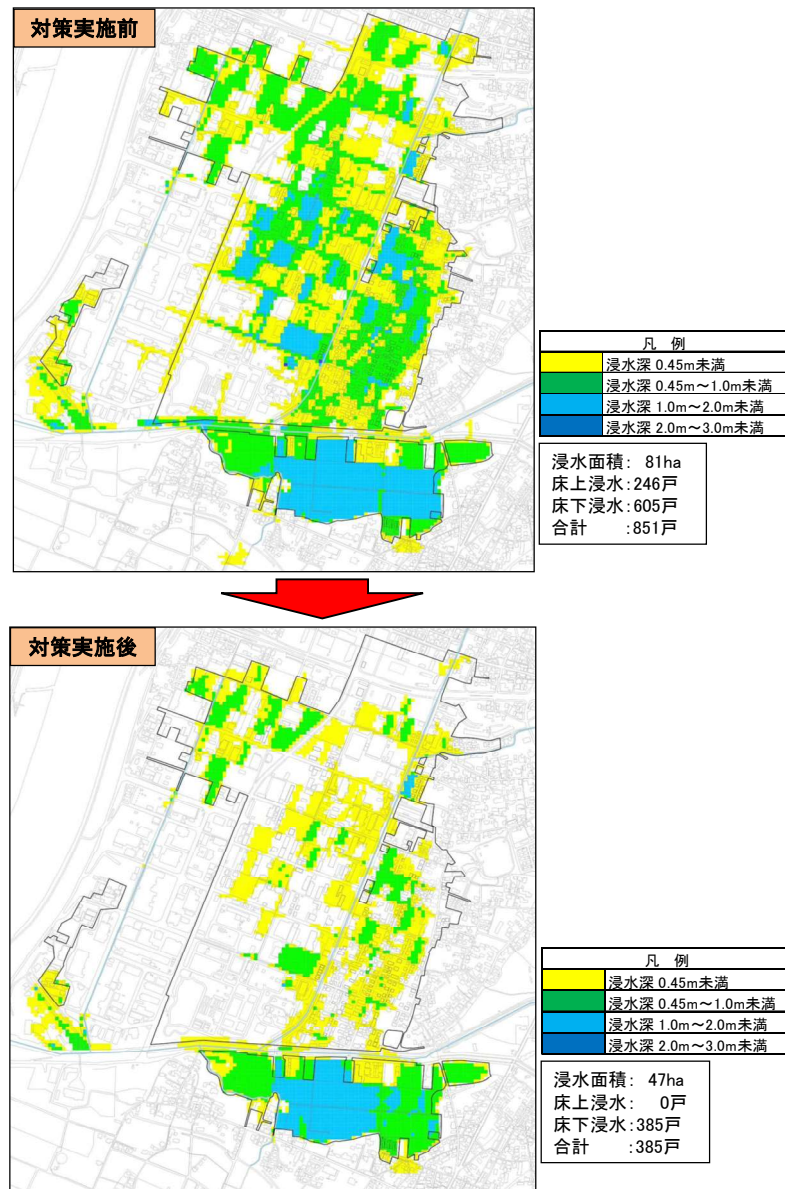 対策実施前
凡 例
浸水深 0.45m未満
浸水深 0.45m～1.0m未満
浸水深 1.0m～2.0m未満
浸水深 2.0m～3.0m未満
浸水面積： 81ha
床上浸水：246戸
床下浸水：605戸
合計 ：851戸
対策実施後
凡 例
浸水深 0.45m未満
浸水深 0.45m～1.0m未満
浸水深 1.0m～2.0m未満
浸水深 2.0m～3.0m未満
浸水面積： 47ha
床上浸水： 0戸
床下浸水：385戸
合計 ：385戸